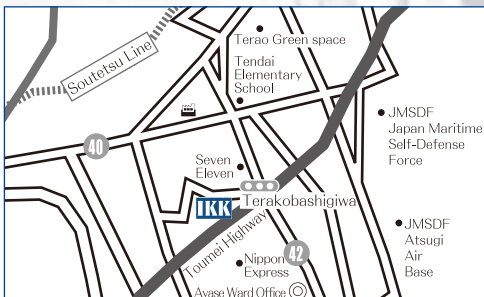 Soutetsu Line
Terao Green space
Tendai
Elementary
School
JMSDF
Japan Maritime
Self-Defense
Force
40
Seven
Eleven
IKK
Terakobashigiwa
Toumei Highway
JMSDF
Atsugi
Air
Base
42
Nippon
Express
Ayase Ward Office